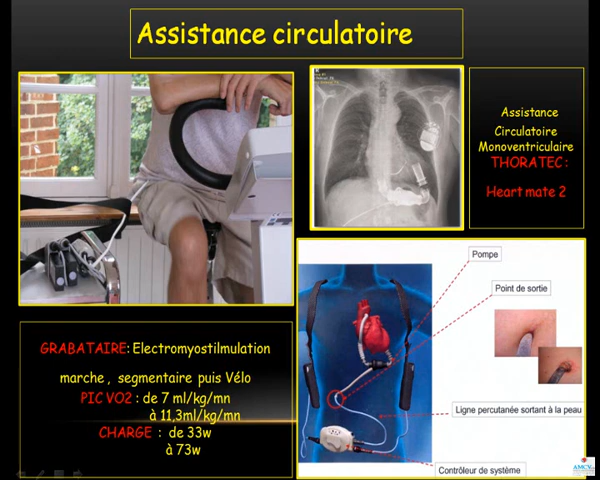 Assistance circulatoire
Assistance
Circulatoire
Monoventriculaire
THORATEC :
Heart mate 2
GRABATAIRE: Electromyostilmulation
marche , segmentaire puis Vélo
PIC VO2 : de 7 ml/kg/mn
à 11,3ml/kg/mn
CHARGE : de 33w
à 73w
Pompe
Point de sortie
Ligne percutanée sortant à la peau
Contrôleur de système
AMCV